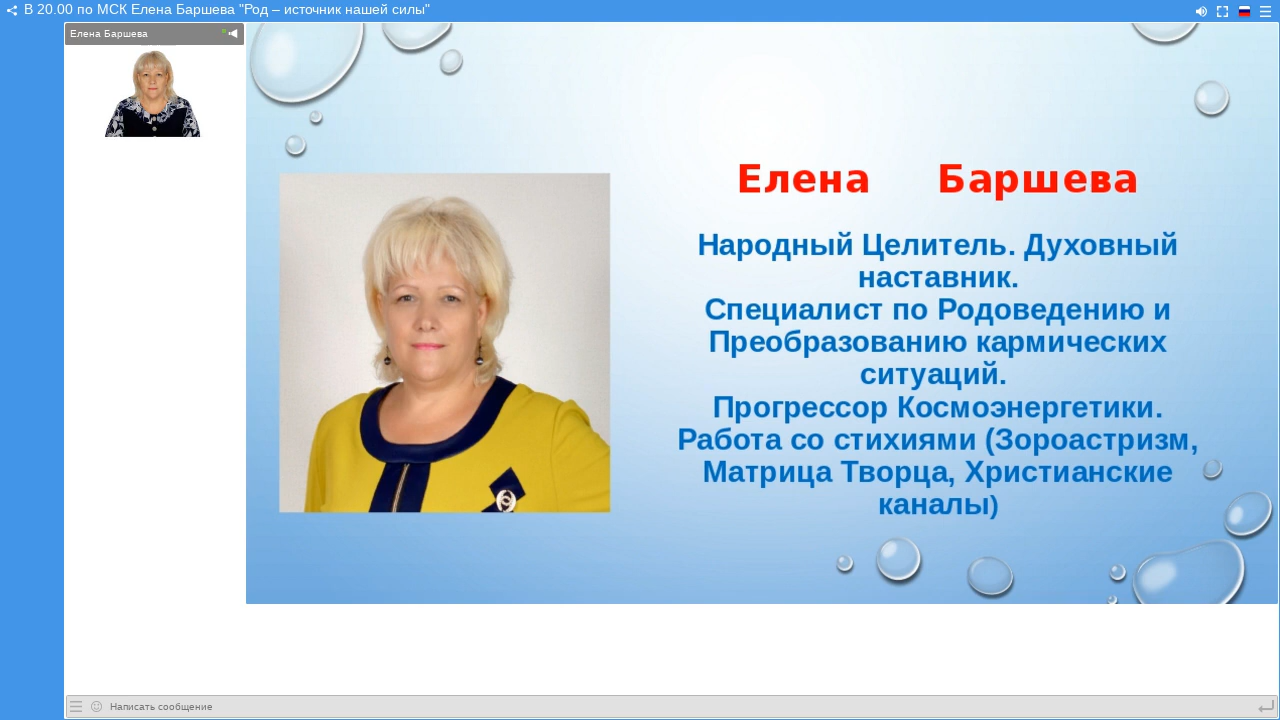 В 20.00 по МСК Елена Баршева "Род – источник нашей силы"
Елена Баршева
Елена Баршева
Народный Целитель. Духовный
наставник.
Специалист по Родоведению и
Преобразованию кармических
ситуаций.
Прогрессор Космоэнергетики.
Работа со стихиями (Зороастризм,
Матрица Творца, Христианские
каналы)
Написать сообщение